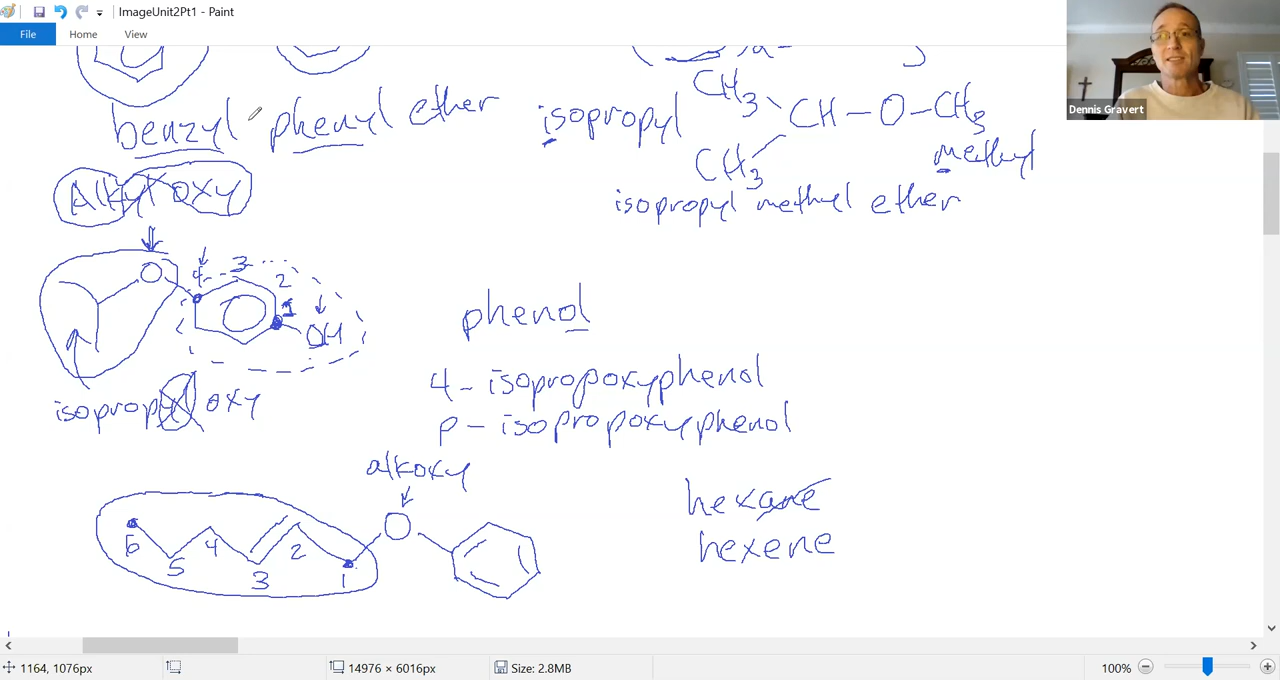 ImageUnit2Pt1 - Paint
File Home View
Dennis Gravert
benzyl phenyl ether
isopropyl CH3 CH - O - CH3
CH3
methyl
isopropyl methyl ether
Alkyl oxy
O 4 3 2 1 OH
isopropyl oxy
phenol
4 - isopropoxyphenol
p - isopropoxyphenol
alkoxy
6 5 4 3 2 1 O
hexane
hexene
1164, 1076px
14976 × 6016px
Size: 2.8MB
100%